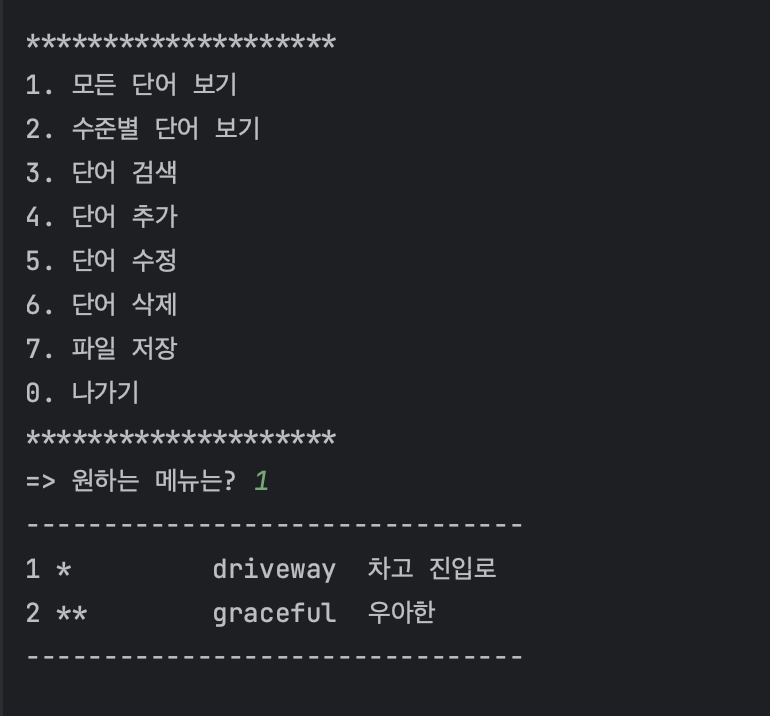 ********************
1. 모든 단어 보기
2. 수준별 단어 보기
3. 단어 검색
4. 단어 추가
5. 단어 수정
6. 단어 삭제
7. 파일 저장
0. 나가기
********************
=> 원하는 메뉴는? 1
--------------------------------
1 *         driveway  차고 진입로
2 **        graceful  우아한
--------------------------------